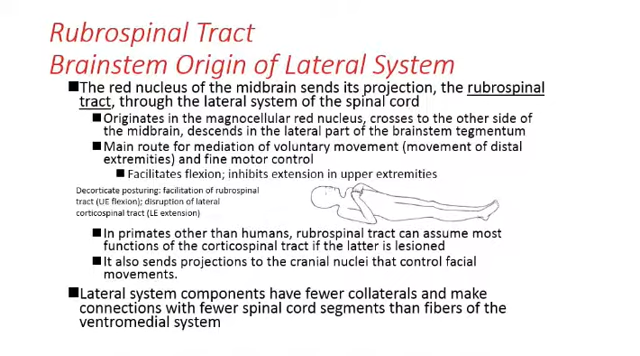 Rubrospinal Tract
Brainstem Origin of Lateral System
■The red nucleus of the midbrain sends its projection, the rubrospinal
tract, through the lateral system of the spinal cord
■Originates in the magnocellular red nucleus, crosses to the other side of
the midbrain, descends in the lateral part of the brainstem tegmentum
■Main route for mediation of voluntary movement (movement of distal
extremities) and fine motor control
■Facilitates flexion; inhibits extension in upper extremities
Decorticate posturing: facilitation of rubrospinal
tract (UE flexion); disruption of lateral
corticospinal tract (LE extension)
■In primates other than humans, rubrospinal tract can assume most
functions of the corticospinal tract if the latter is lesioned
■It also sends projections to the cranial nuclei that control facial
movements.
■Lateral system components have fewer collaterals and make
connections with fewer spinal cord segments than fibers of the
ventromedial system